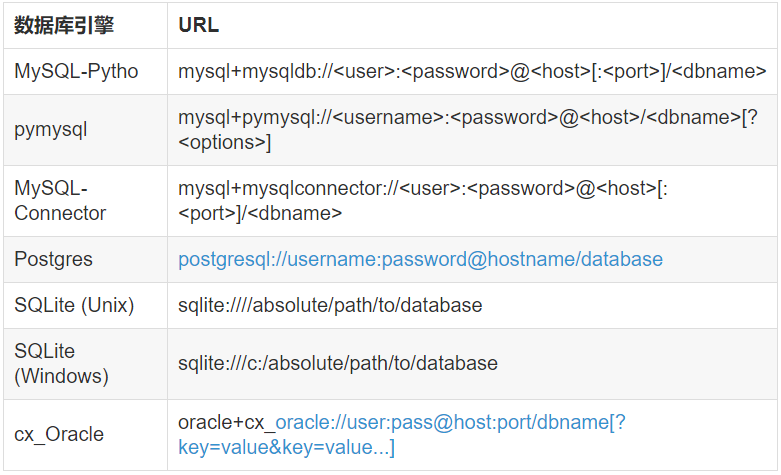 数据库引擎 URL
MySQL-Pytho mysql+mysqldb://<user>:<password>@<host>[:<port>]/<dbname>
pymysql mysql+pymysql://<username>:<password>@<host>/<dbname>[?
<options>]
MySQL-
Connector
mysql+mysqlconnector://<user>:<password>@<host>[:
<port>]/<dbname>
Postgres postgresql://username:password@hostname/database
SQLite (Unix) sqlite:////absolute/path/to/database
SQLite
(Windows)
sqlite:///c:/absolute/path/to/database
cx_Oracle oracle+cx_oracle://user:pass@host:port/dbname[?
key=value&key=value...]